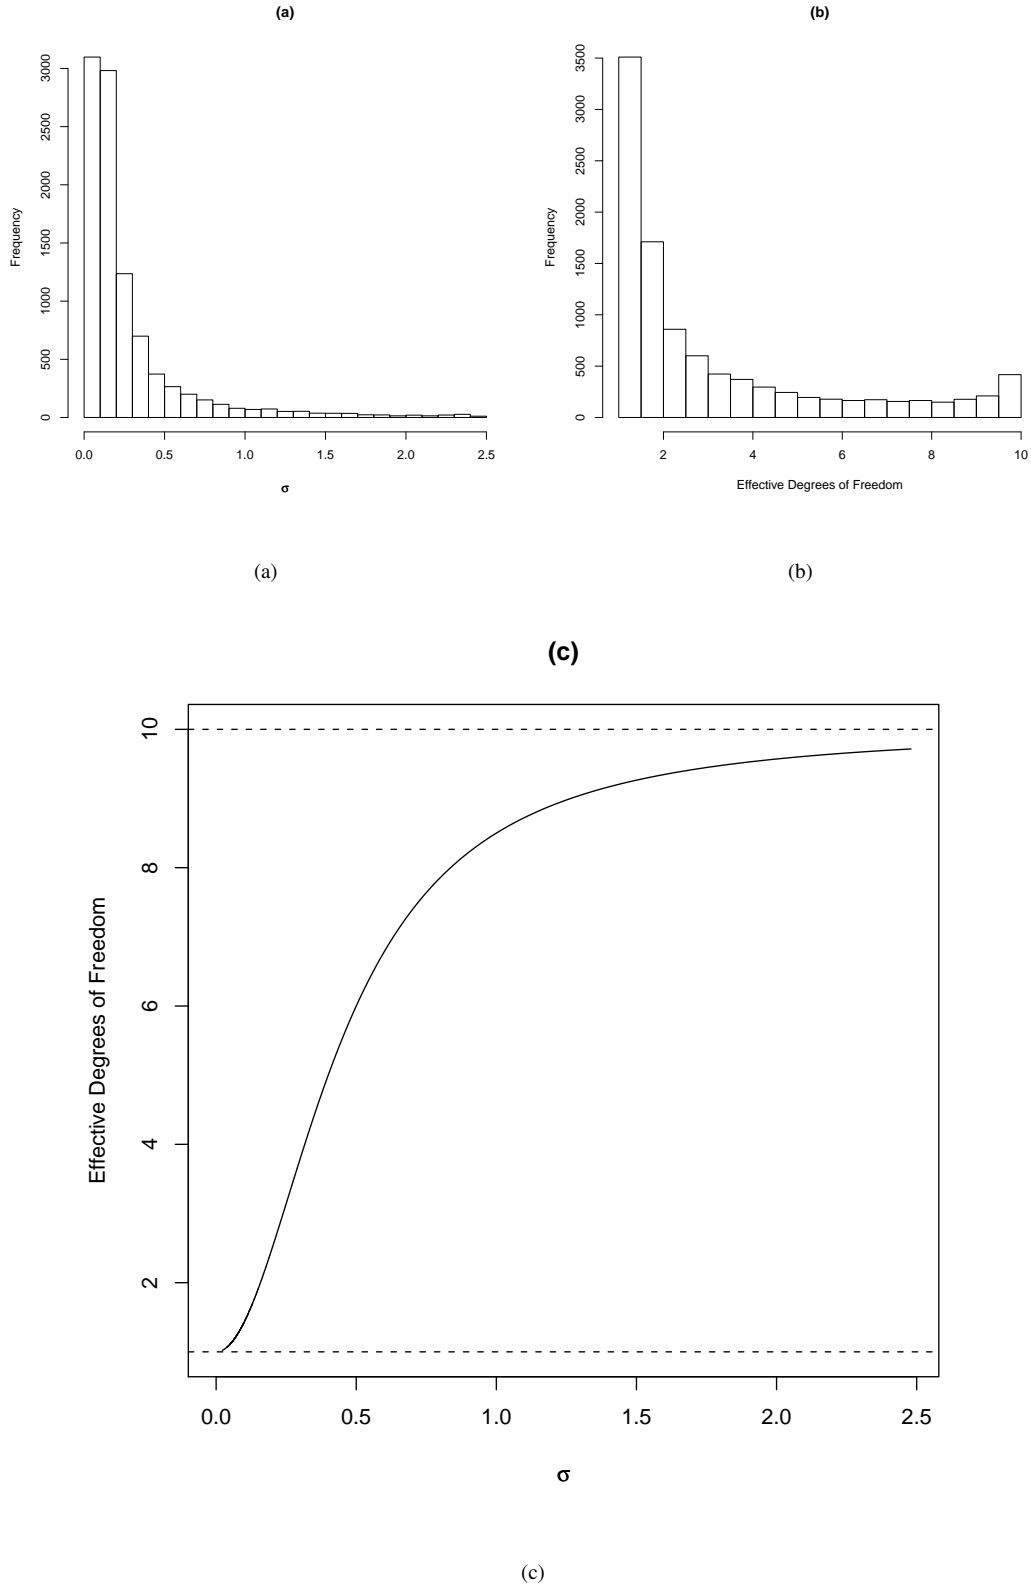 (a)
Frequency
3000
2500
2000
1500
1000
500
0
0.0 0.5 1.0 1.5 2.0 2.5
σ
(a)
(b)
Frequency
3500
3000
2500
2000
1500
1000
500
0
2 4 6 8 10
Effective Degrees of Freedom
(b)
(c)
Effective Degrees of Freedom
10
8
6
4
2
0.0 0.5 1.0 1.5 2.0 2.5
σ
(c)